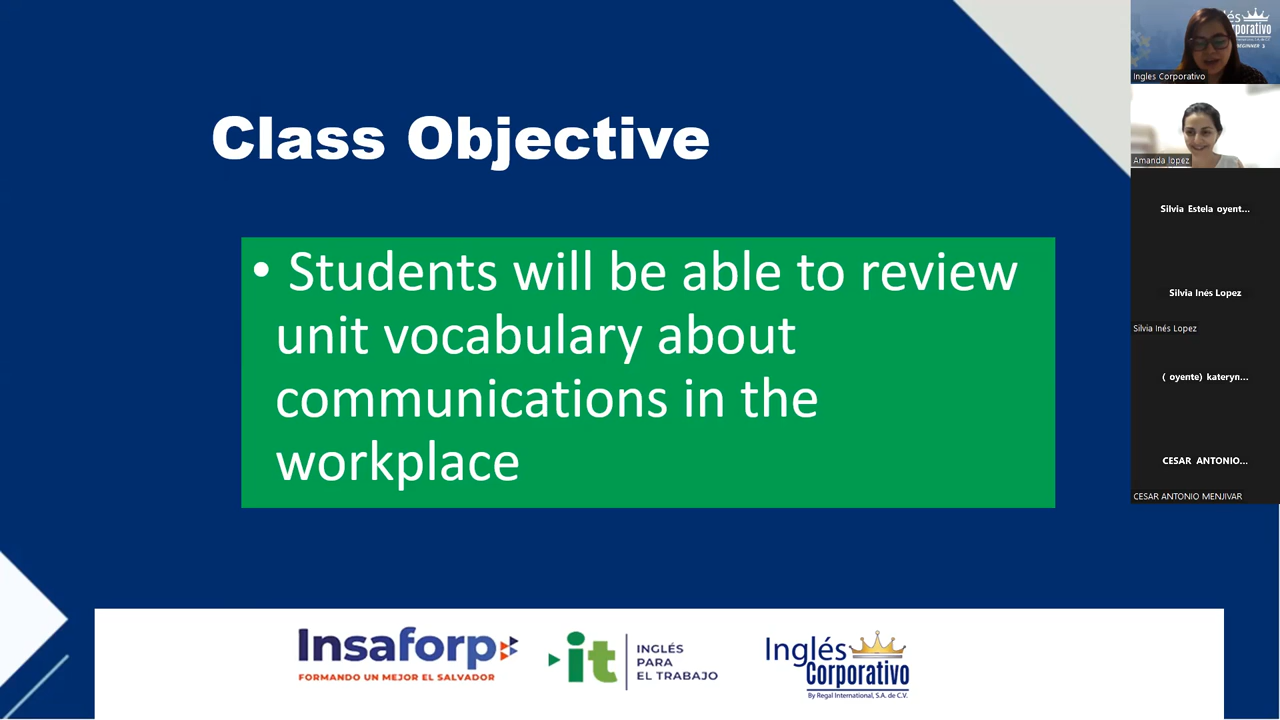 Class Objective
• Students will be able to review
unit vocabulary about
communications in the
workplace
Insaforp
FORMANDO UN MEJOR EL SALVADOR
it
INGLÉS
PARA
EL TRABAJO
Inglés
Corporativo
By Regal International, S.A. de C.V.
Ingles Corporativo
Amanda lopez
Silvia Estela oyent...
Silvia Inés Lopez
Silvia Inés Lopez
( oyente) kateryn...
CESAR ANTONIO...
CESAR ANTONIO MENJIVAR